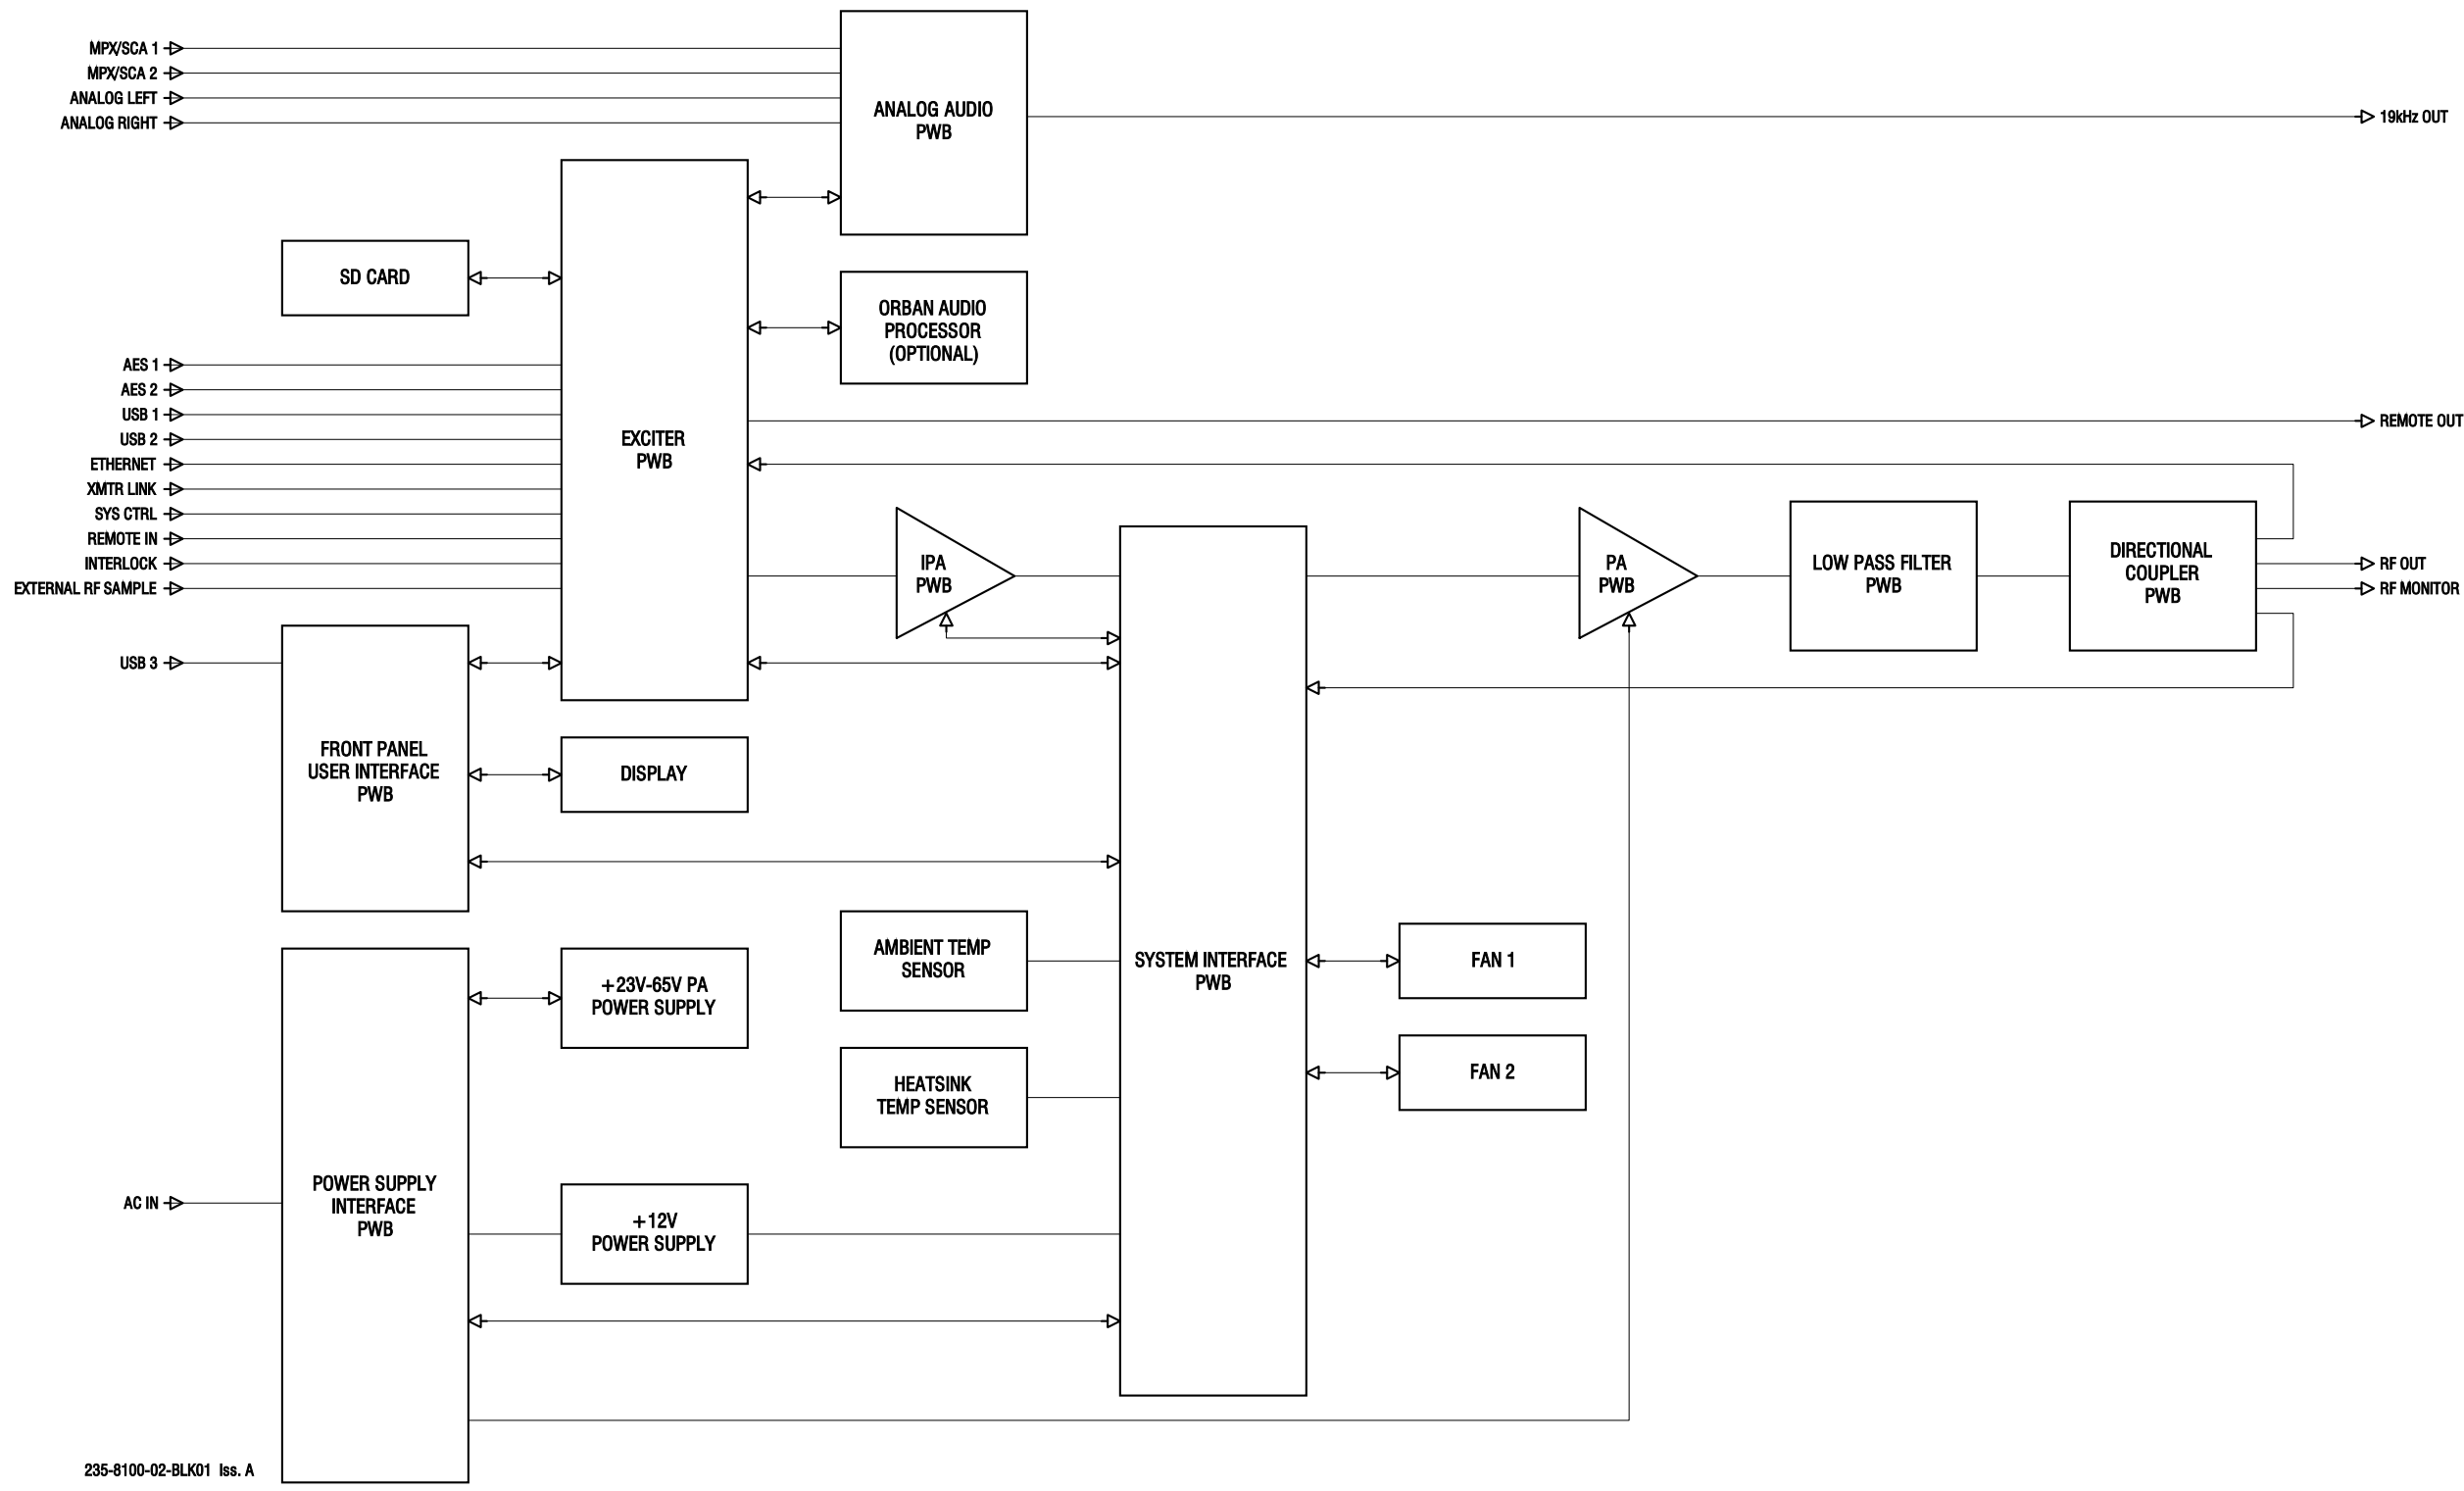 MPX/SCA 1
MPX/SCA 2
ANALOG LEFT
ANALOG RIGHT
ANALOG AUDIO
PWB
19kHz OUT
SD CARD
ORBAN AUDIO
PROCESSOR
(OPTIONAL)
AES 1
AES 2
USB 1
USB 2
ETHERNET
XMTR LINK
SYS CTRL
REMOTE IN
INTERLOCK
EXTERNAL RF SAMPLE
EXCITER
PWB
REMOTE OUT
IPA
PWB
PA
PWB
LOW PASS FILTER
PWB
DIRECTIONAL
COUPLER
PWB
RF OUT
RF MONITOR
USB 3
FRONT PANEL
USER INTERFACE
PWB
DISPLAY
AMBIENT TEMP
SENSOR
SYSTEM INTERFACE
PWB
FAN 1
+23V-65V PA
POWER SUPPLY
HEATSINK
TEMP SENSOR
FAN 2
AC IN
POWER SUPPLY
INTERFACE
PWB
+12V
POWER SUPPLY
235-8100-02-BLK01 Iss. A